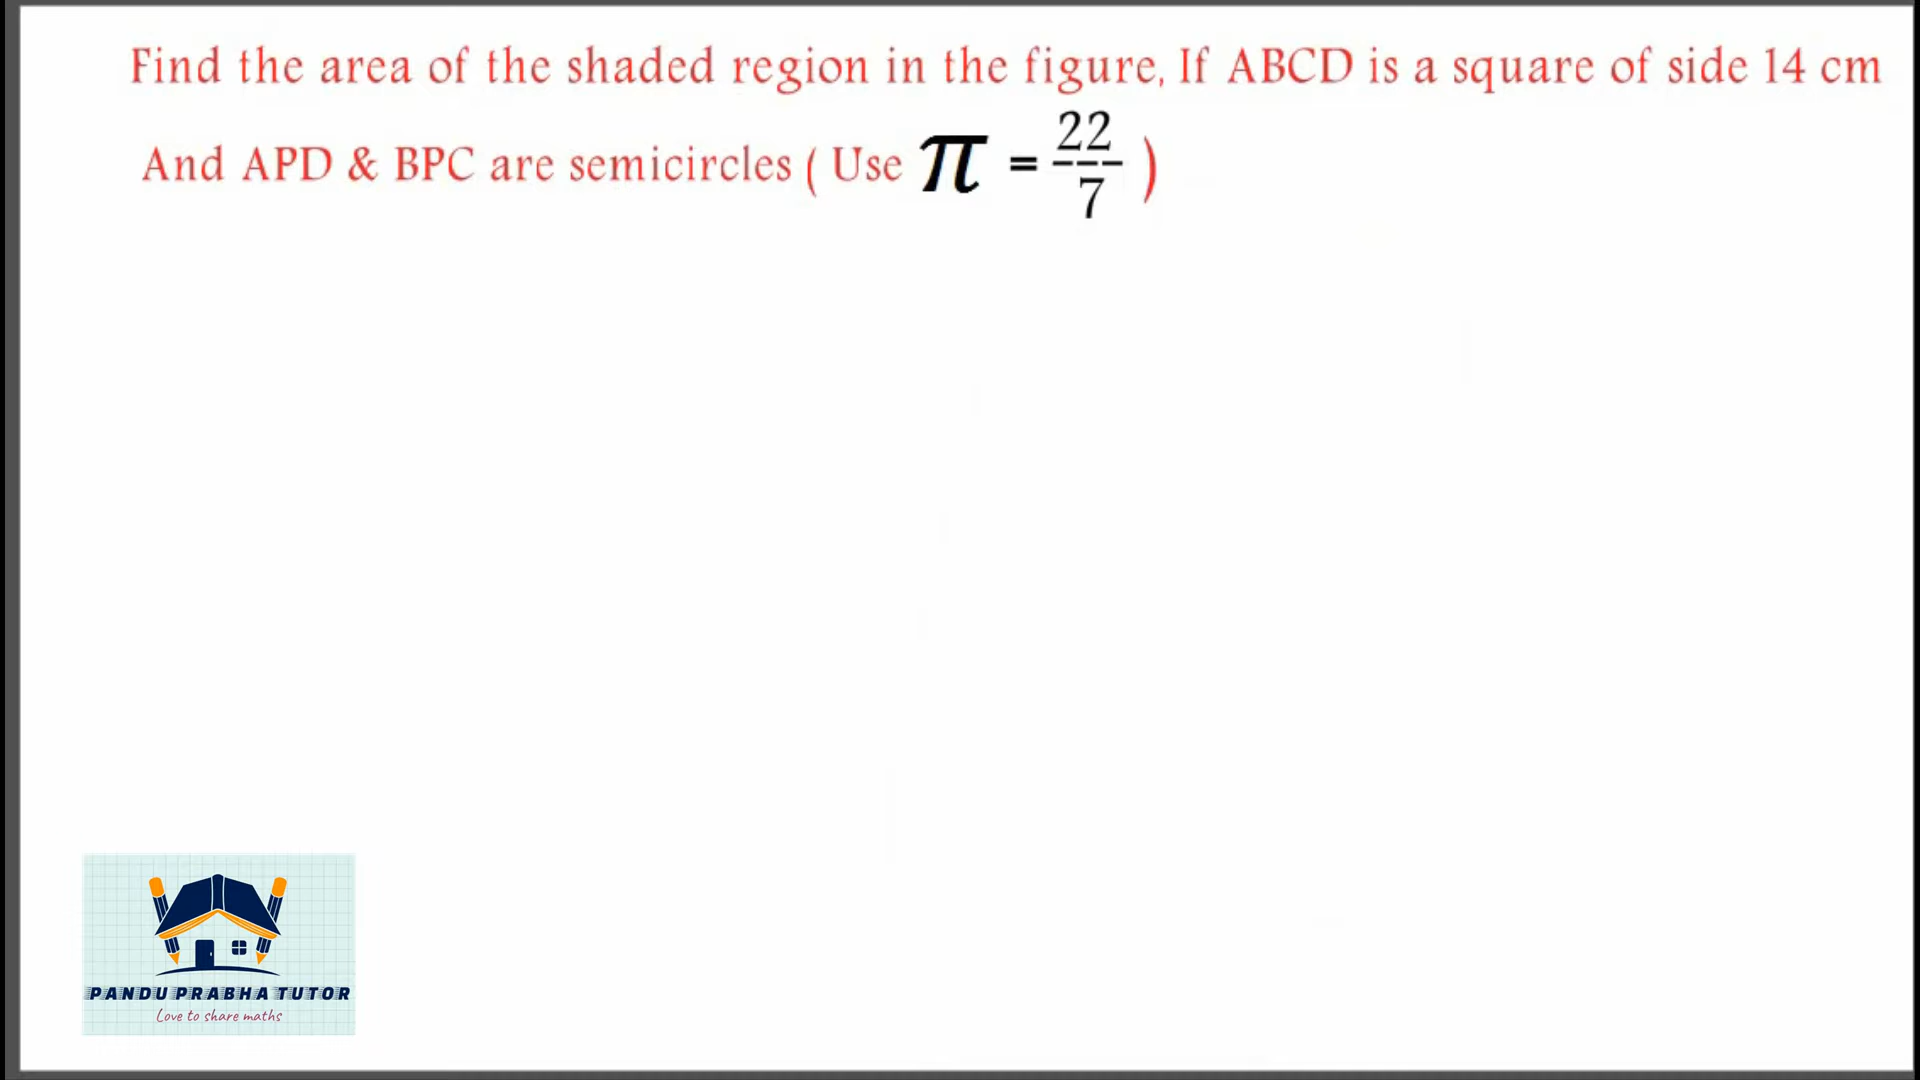 Find the area of the shaded region in the figure, If ABCD is a square of side 14 cm
And APD & BPC are semicircles ( Use π = 22/7 )
PANDU PRABHA TUTOR
Love to share maths